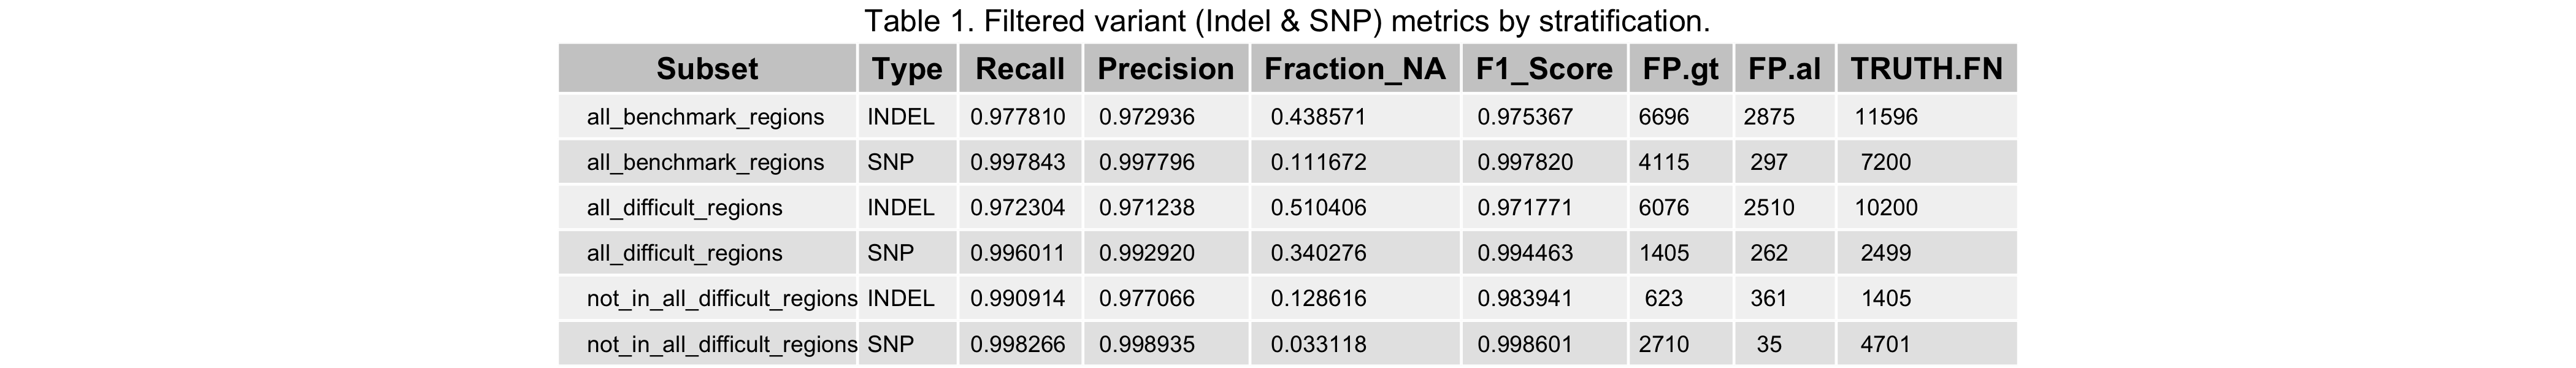 Table 1. Filtered variant (Indel & SNP) metrics by stratification.
Subset Type Recall Precision Fraction_NA F1_Score FP.gt FP.al TRUTH.FN
all_benchmark_regions INDEL 0.977810 0.972936 0.438571 0.975367 6696 2875 11596
all_benchmark_regions SNP 0.997843 0.997796 0.111672 0.997820 4115 297 7200
all_difficult_regions INDEL 0.972304 0.971238 0.510406 0.971771 6076 2510 10200
all_difficult_regions SNP 0.996011 0.992920 0.340276 0.994463 1405 262 2499
not_in_all_difficult_regions INDEL 0.990914 0.977066 0.128616 0.983941 623 361 1405
not_in_all_difficult_regions SNP 0.998266 0.998935 0.033118 0.998601 2710 35 4701